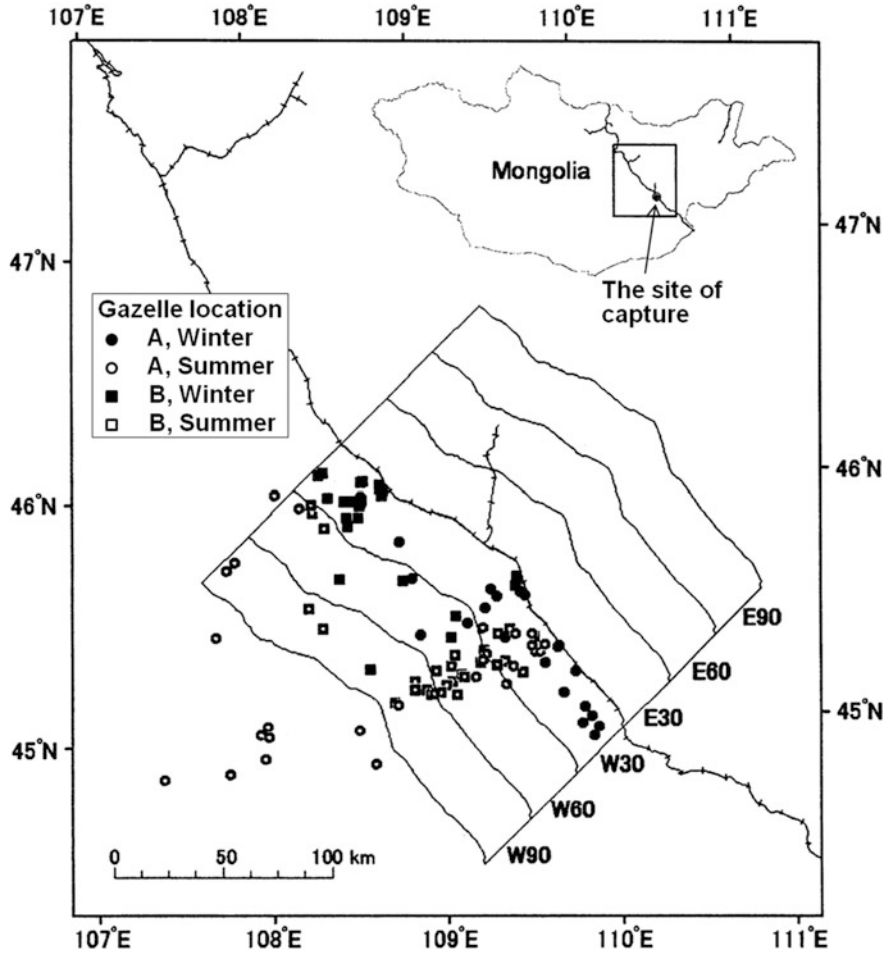 107°E 108°E 109°E 110°E 111°E
Mongolia
47°N
47°N
The site of
capture
Gazelle location
A, Winter
A, Summer
B, Winter
B, Summer
46°N
46°N
E90
E60
E30
45°N
45°N
W30
W60
W90
0 50 100 km
107°E 108°E 109°E 110°E 111°E